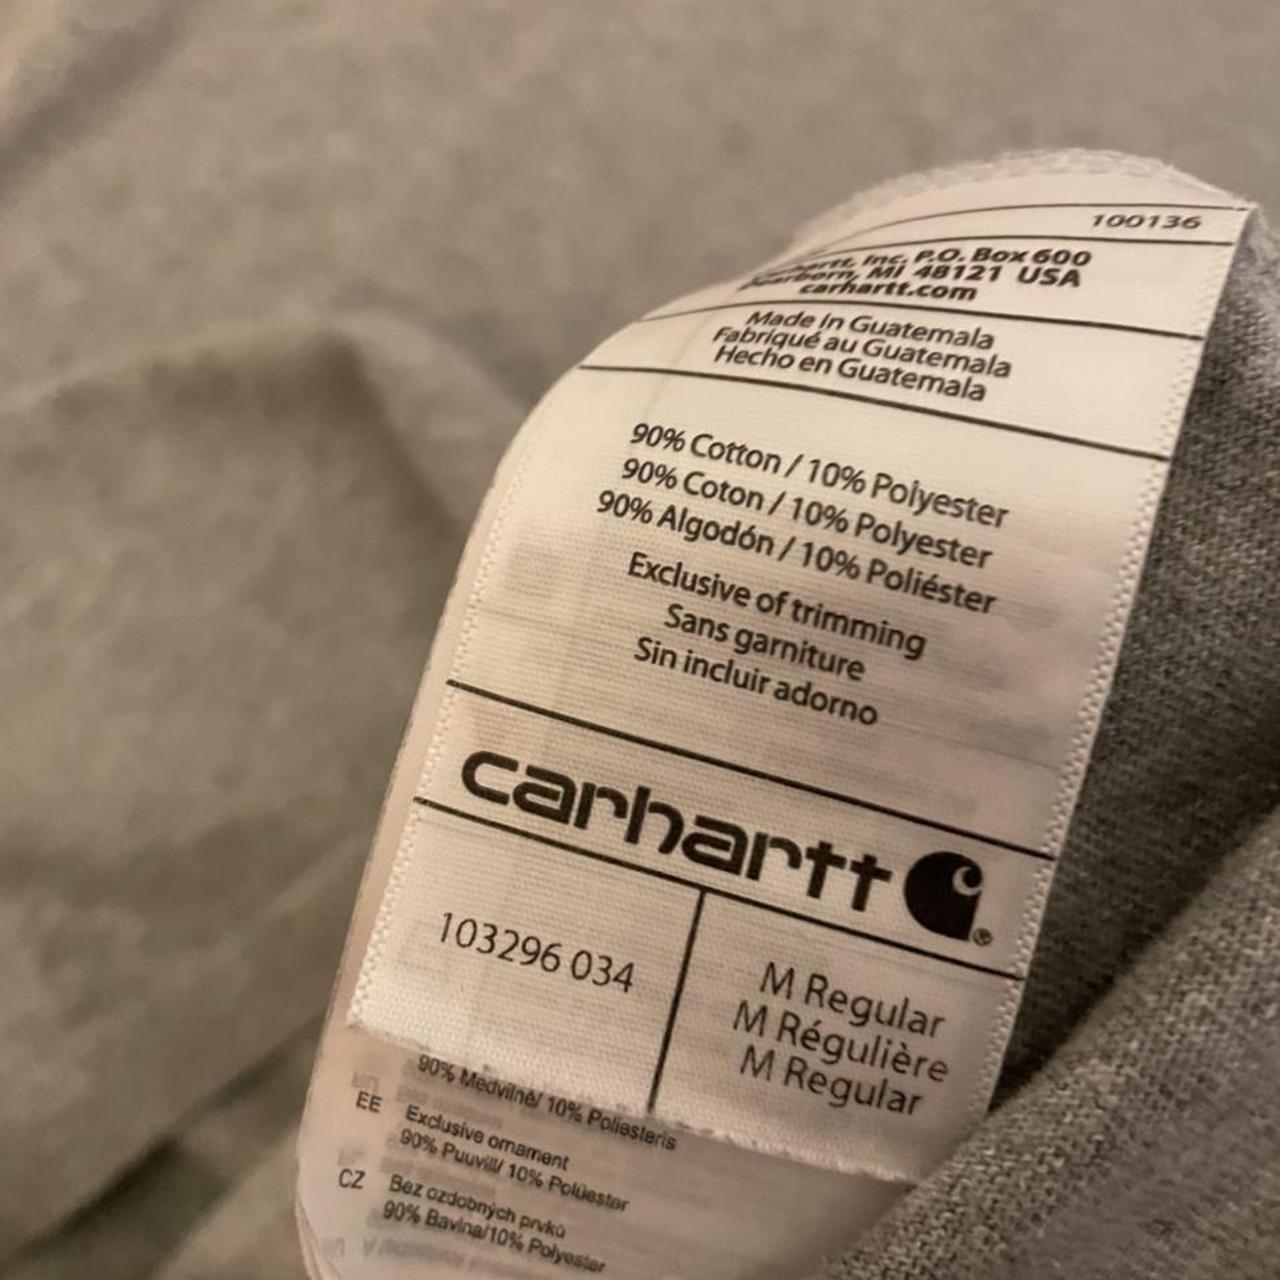 100136
Carhartt, Inc. P.O. Box 600
Dearborn, MI 48121 USA
carhartt.com
Made in Guatemala
Fabriqué au Guatemala
Hecho en Guatemala
90% Cotton / 10% Polyester
90% Coton / 10% Polyester
90% Algodón / 10% Poliéster
Exclusive of trimming
Sans garniture
Sin incluir adorno
carhartt ®
103296 034
M Regular
M Régulière
M Regular
90% Medvilnė/ 10% Poliesteris
EE Exclusive ornament
90% Puuvill/ 10% Polüester
CZ Bez ozdobných prvků
90% Bavlna/10% Polyester